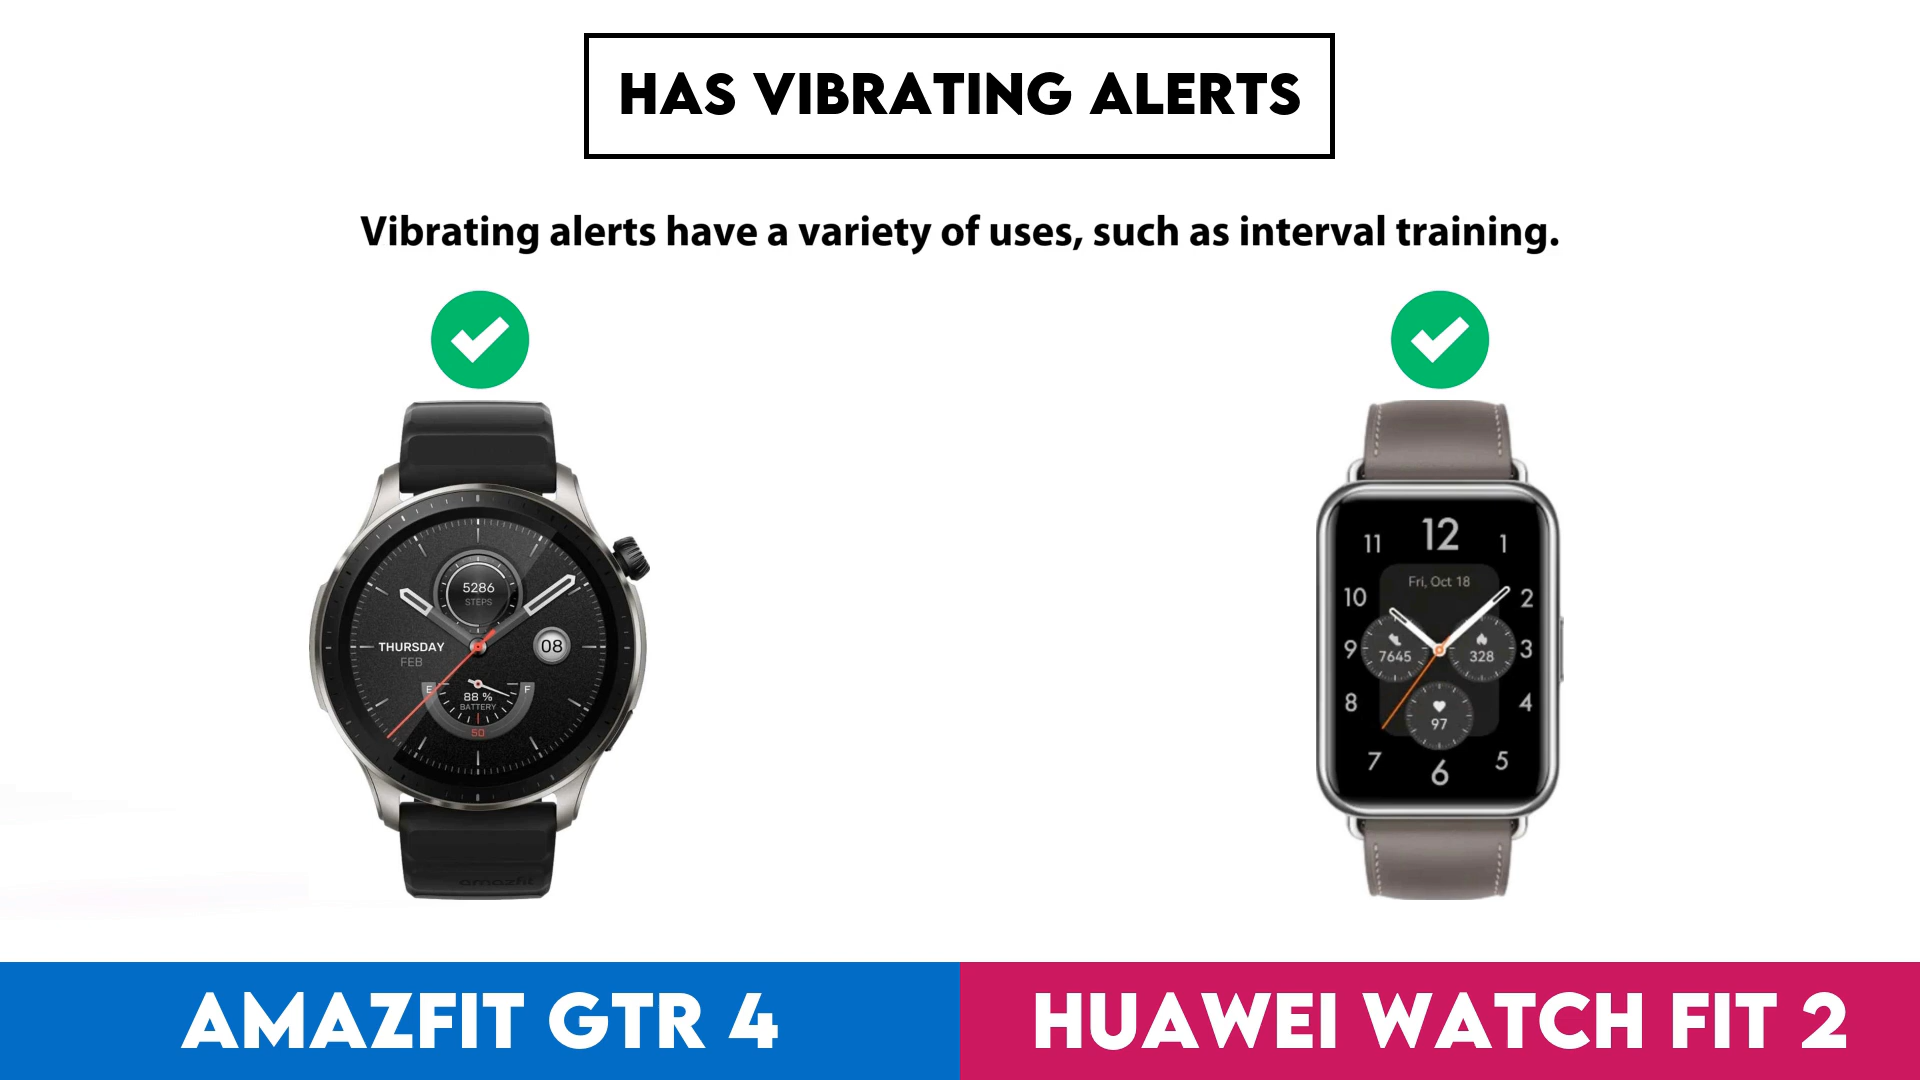 HAS VIBRATING ALERTS
Vibrating alerts have a variety of uses, such as interval training.
5286
STEPS
THURSDAY
FEB
08
E
F
88 %
BATTERY
50
amazfit
12
11
1
Fri, Oct 18
10
2
9
7645
328
3
8
97
4
7
5
6
AMAZFIT GTR 4
HUAWEI WATCH FIT 2